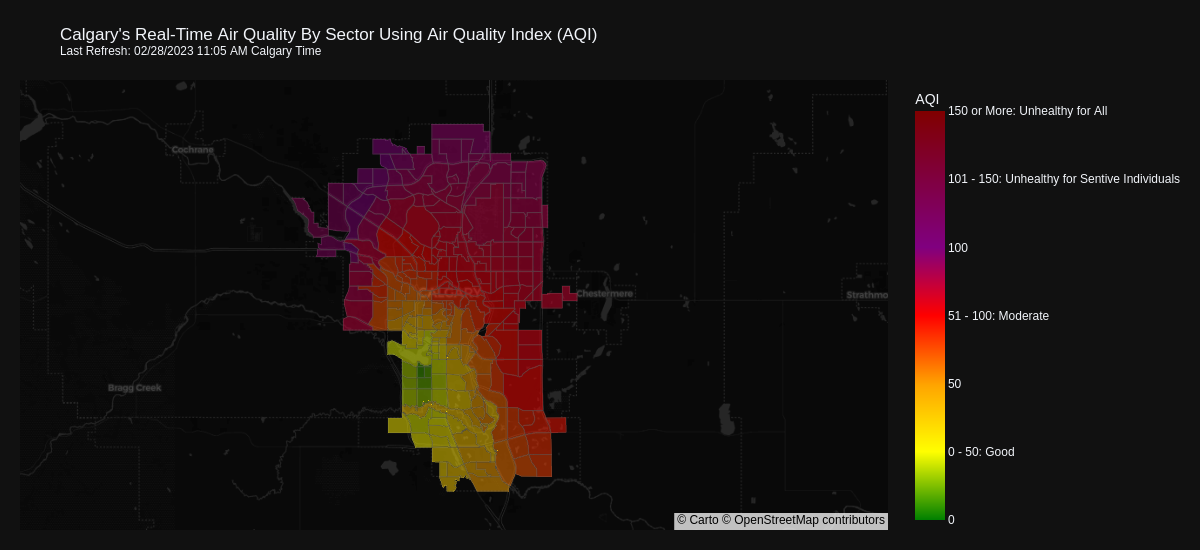 Calgary's Real-Time Air Quality By Sector Using Air Quality Index (AQI)
Last Refresh: 02/28/2023 11:05 AM Calgary Time
AQI
150 or More: Unhealthy for All
Cochrane
101 - 150: Unhealthy for Sentive Individuals
100
CALGARY
Chestermere
Strathmo
51 - 100: Moderate
Bragg Creek
50
0 - 50: Good
© Carto © OpenStreetMap contributors
0